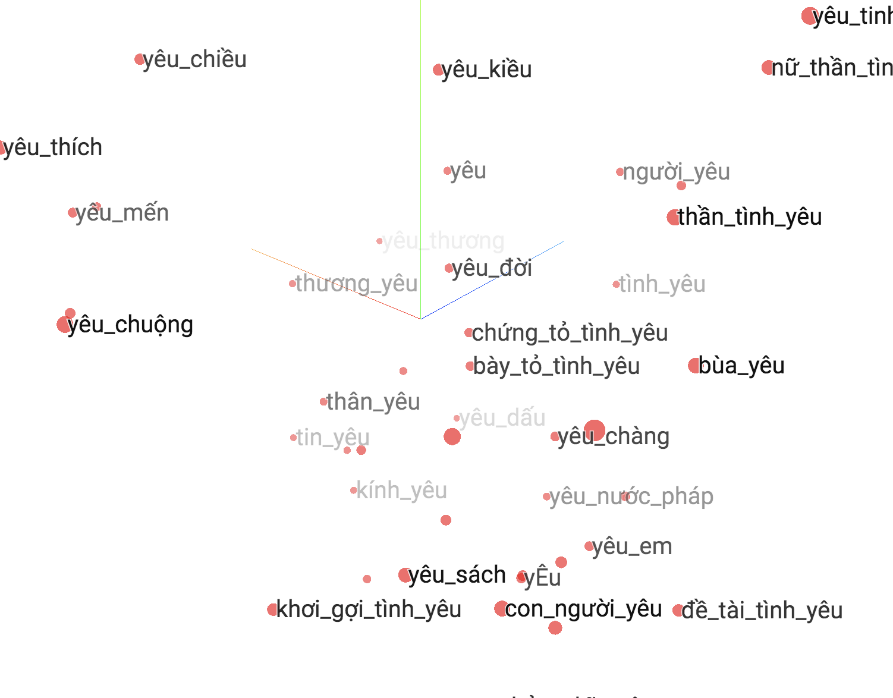 yêu_tinh
yêu_chiều
yêu_kiều
nữ_thần_tìn
yêu_thích
yêu
người_yêu
yêu_mến
thần_tình_yêu
yêu_thương
yêu_đời
thương_yêu
tình_yêu
yêu_chuộng
chứng_tỏ_tình_yêu
bày_tỏ_tình_yêu
bùa_yêu
thân_yêu
yêu_dấu
tin_yêu
yêu_chàng
kính_yêu
yêu_nước_pháp
yêu_em
yêu_sách
yÊu
khơi_gợi_tình_yêu
con_người_yêu
đề_tài_tình_yêu